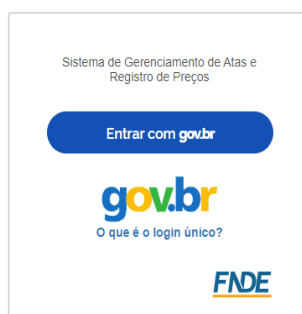 Sistema de Gerenciamento de Atas e
Registro de Preços
Entrar com gov.br
gov.br
O que é o login único?
FNDE